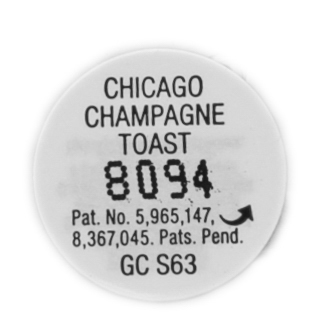 CHICAGO
CHAMPAGNE
TOAST
8094
Pat. No. 5,965,147,
8,367,045. Pats. Pend.
GC S63